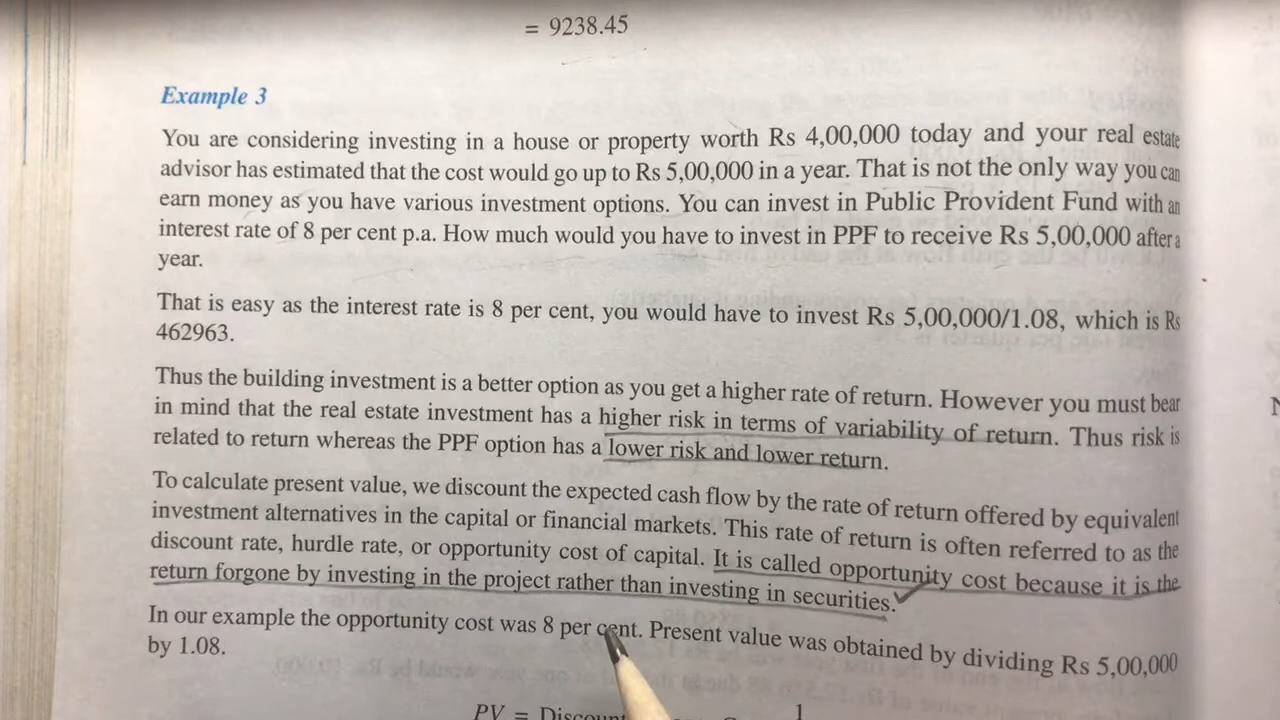 = 9238.45
Example 3
You are considering investing in a house or property worth Rs 4,00,000 today and your real estate
advisor has estimated that the cost would go up to Rs 5,00,000 in a year. That is not the only way you can
earn money as you have various investment options. You can invest in Public Provident Fund with an
interest rate of 8 per cent p.a. How much would you have to invest in PPF to receive Rs 5,00,000 after a
year.
That is easy as the interest rate is 8 per cent, you would have to invest Rs 5,00,000/1.08, which is Rs
462963.
Thus the building investment is a better option as you get a higher rate of return. However you must bear
in mind that the real estate investment has a higher risk in terms of variability of return. Thus risk is
related to return whereas the PPF option has a lower risk and lower return.
To calculate present value, we discount the expected cash flow by the rate of return offered by equivalent
investment alternatives in the capital or financial markets. This rate of return is often referred to as the
discount rate, hurdle rate, or opportunity cost of capital. It is called opportunity cost because it is the
return forgone by investing in the project rather than investing in securities.
In our example the opportunity cost was 8 per cent. Present value was obtained by dividing Rs 5,00,000
by 1.08.
PV = Discount 1